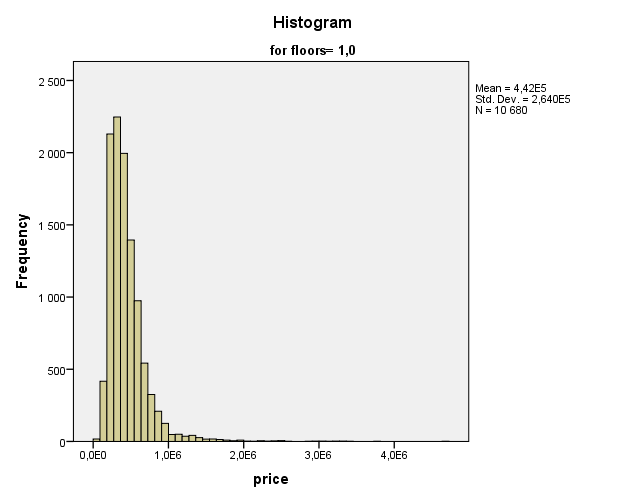 Histogram
for floors= 1,0
Mean = 4,42E5
Std. Dev. = 2,640E5
N = 10 680
2 500
2 000
1 500
1 000
500
0
Frequency
0,0E0 1,0E6 2,0E6 3,0E6 4,0E6
price